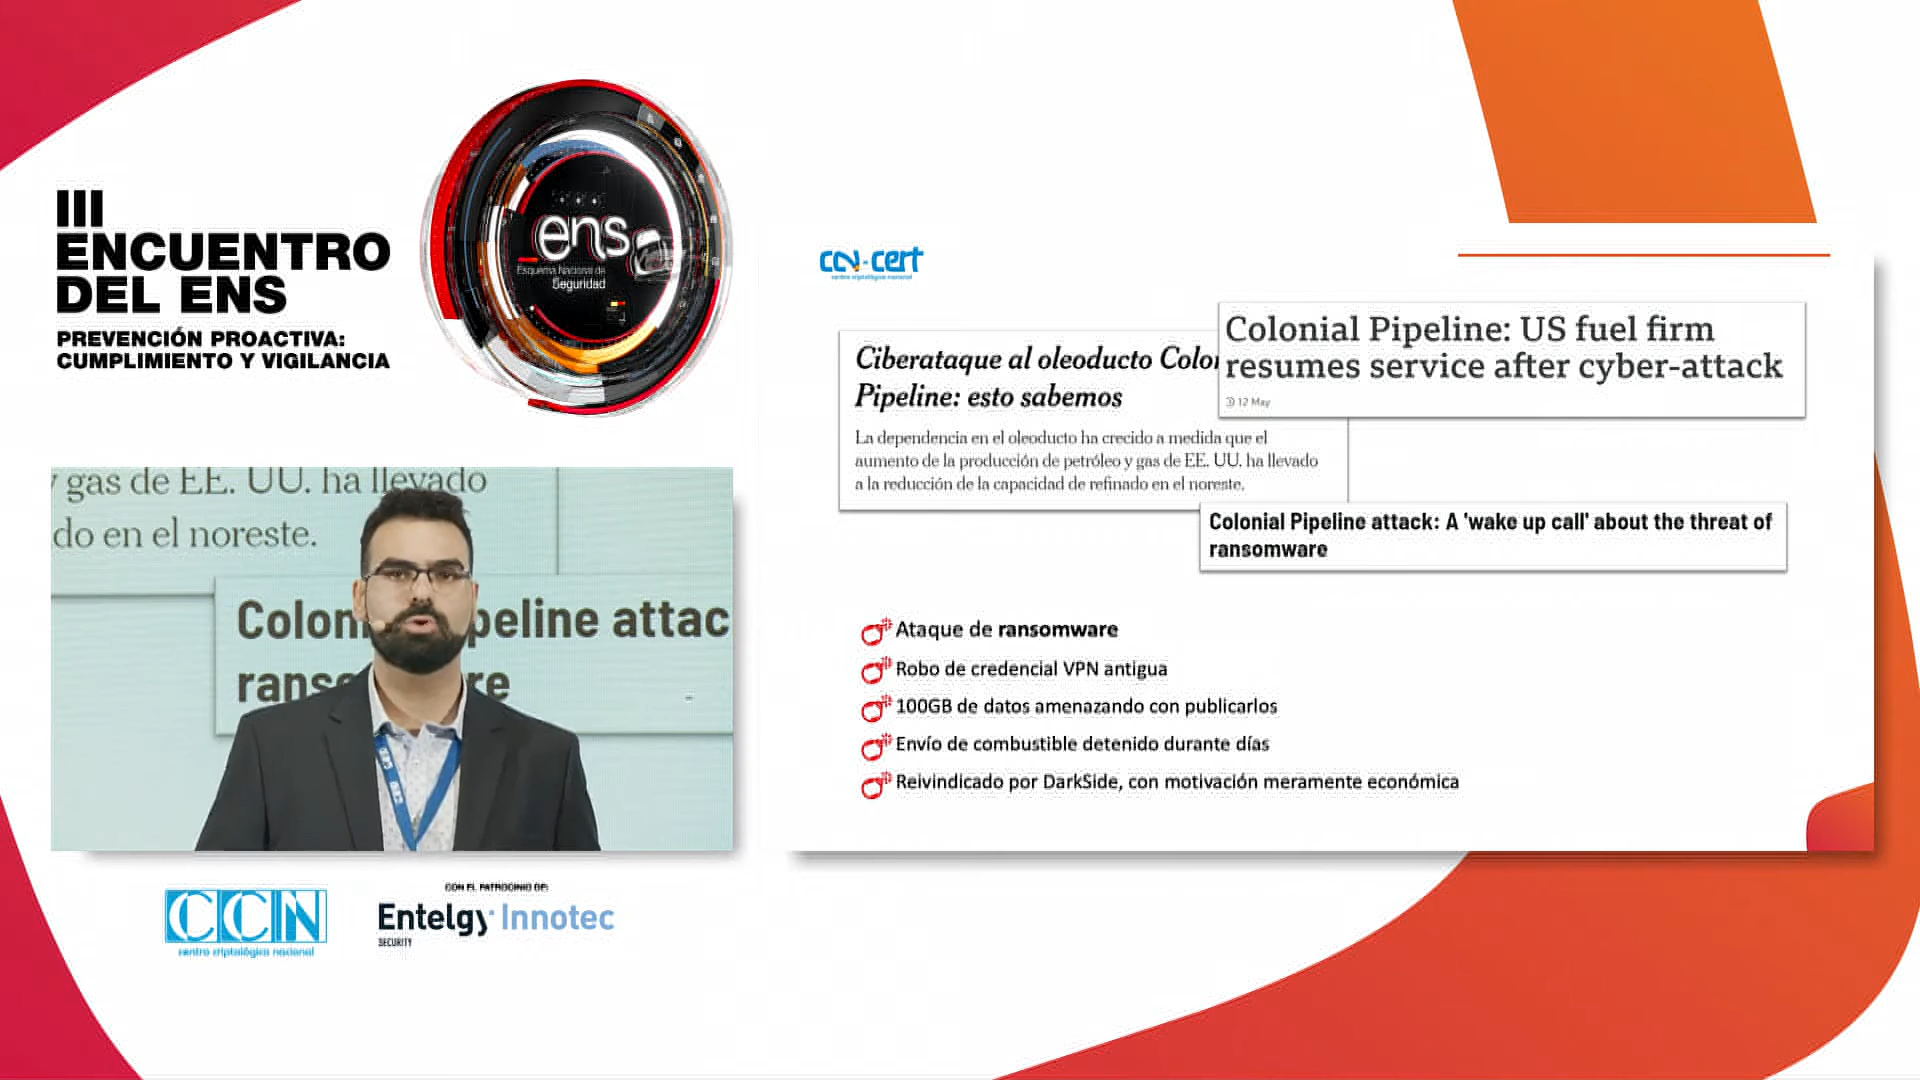 III
ENCUENTRO
DEL ENS
PREVENCIÓN PROACTIVA:
CUMPLIMIENTO Y VIGILANCIA
ens
Esquema Nacional de
Seguridad
ccn-cert
centro criptológico nacional
Ciberataque al oleoducto Colon
Pipeline: esto sabemos
La dependencia en el oleoducto ha crecido a medida que el
aumento de la producción de petróleo y gas de EE. UU. ha llevado
a la reducción de la capacidad de refinado en el noreste.
Colonial Pipeline: US fuel firm
resumes service after cyber-attack
12 May
Colonial Pipeline attack: A 'wake up call' about the threat of
ransomware
Ataque de ransomware
Robo de credencial VPN antigua
100GB de datos amenazando con publicarlos
Envío de combustible detenido durante días
Reivindicado por DarkSide, con motivación meramente económica
y gas de EE. UU. ha llevado
do en el noreste.
Colon peline attac
rans re
CCN
centro criptológico nacional
CON EL PATROCINIO DE:
Entelgy Innotec
SECURITY